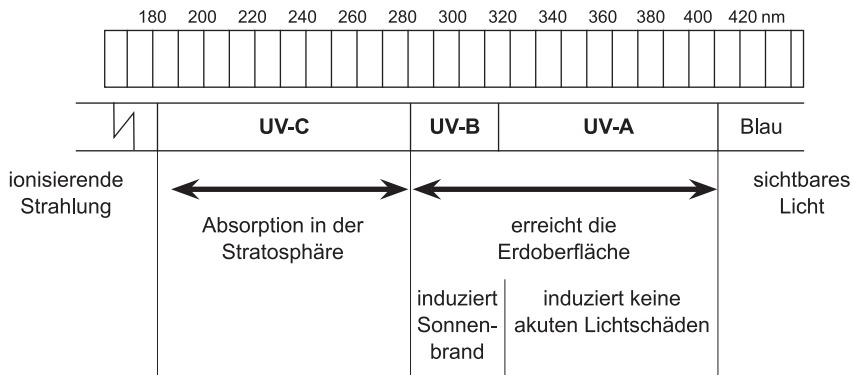 180 200 220 240 260 280 300 320 340 360 380 400 420 nm
UV-C UV-B UV-A Blau
ionisierende
Strahlung
sichtbares
Licht
Absorption in der
Stratosphäre
erreicht die
Erdoberfläche
induziert
Sonnen-
brand
induziert keine
akuten Lichtschäden